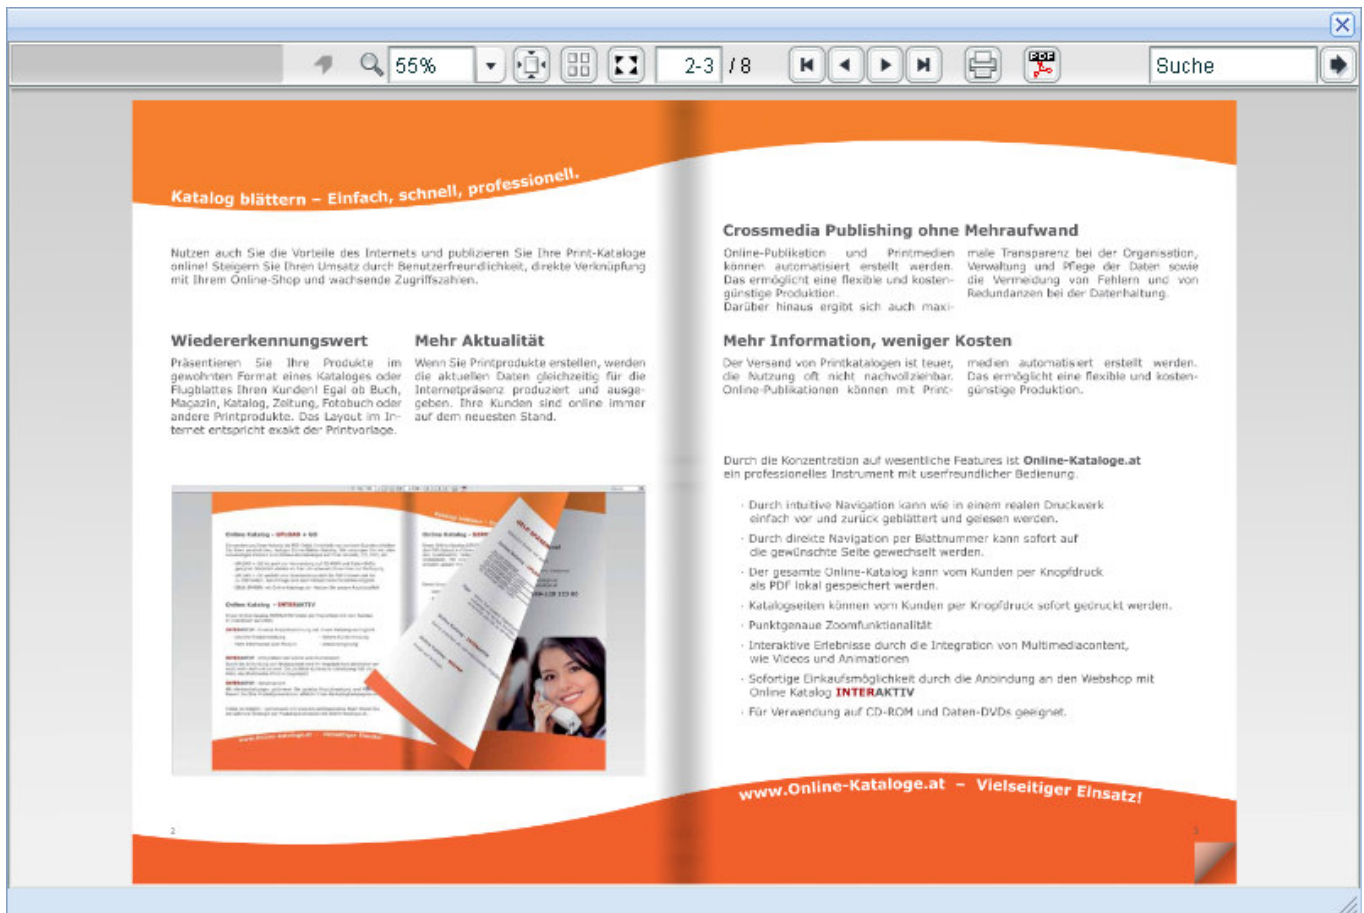 55%
2-3 / 8
PDF
Suche
Katalog blättern – Einfach, schnell, professionell.
Nutzen auch Sie die Vorteile des Internets und publizieren Sie Ihre Print-Kataloge
online! Steigern Sie Ihren Umsatz durch Benutzerfreundlichkeit, direkte Verknüpfung
mit Ihrem Online-Shop und wachsende Zugriffszahlen.
Wiedererkennungswert
Präsentieren Sie Ihre Produkte im
gewohnten Format eines Kataloges oder
Flugblattes Ihren Kunden! Egal ob Buch,
Magazin, Katalog, Zeitung, Fotobuch oder
andere Printprodukte. Das Layout im In-
ternet entspricht exakt der Printvorlage.
Mehr Aktualität
Wenn Sie Printprodukte erstellen, werden
die aktuellen Daten gleichzeitig für die
Internetpräsenz produziert und ausge-
geben. Ihre Kunden sind online immer
auf dem neuesten Stand.
Online Katalog - UPLOAD + GO
Online Katalog - INTERAKTIV
www.Online-Kataloge.at - Vielseitiger Einsatz!
2
Crossmedia Publishing ohne Mehraufwand
Online-Publikation und Printmedien
können automatisiert erstellt werden.
Das ermöglicht eine flexible und kosten-
günstige Produktion.
Darüber hinaus ergibt sich auch maxi-
male Transparenz bei der Organisation,
Verwaltung und Pflege der Daten sowie
die Vermeidung von Fehlern und von
Redundanzen bei der Datenhaltung.
Mehr Information, weniger Kosten
Der Versand von Printkatalogen ist teuer,
die Nutzung oft nicht nachvollziehbar.
Online-Publikationen können mit Print-
medien automatisiert erstellt werden.
Das ermöglicht eine flexible und kosten-
günstige Produktion.
Durch die Konzentration auf wesentliche Features ist Online-Kataloge.at
ein professionelles Instrument mit userfreundlicher Bedienung.
· Durch intuitive Navigation kann wie in einem realen Druckwerk
einfach vor und zurück geblättert und gelesen werden.
· Durch direkte Navigation per Blattnummer kann sofort auf
die gewünschte Seite gewechselt werden.
· Der gesamte Online-Katalog kann vom Kunden per Knopfdruck
als PDF lokal gespeichert werden.
· Katalogseiten können vom Kunden per Knopfdruck sofort gedruckt werden.
· Punktgenaue Zoomfunktionalität
· Interaktive Erlebnisse durch die Integration von Multimediacontent,
wie Videos und Animationen
· Sofortige Einkaufsmöglichkeit durch die Anbindung an den Webshop mit
Online Katalog INTERAKTIV
· Für Verwendung auf CD-ROM und Daten-DVDs geeignet.
www.Online-Kataloge.at – Vielseitiger Einsatz!
3